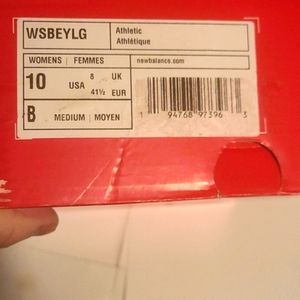 WSBEYLG
Athletic
Athlétique
WOMENS | FEMMES
newbalance.com
10 USA
8 UK
41½ EUR
B MEDIUM | MOYEN
1 94768 97396 3